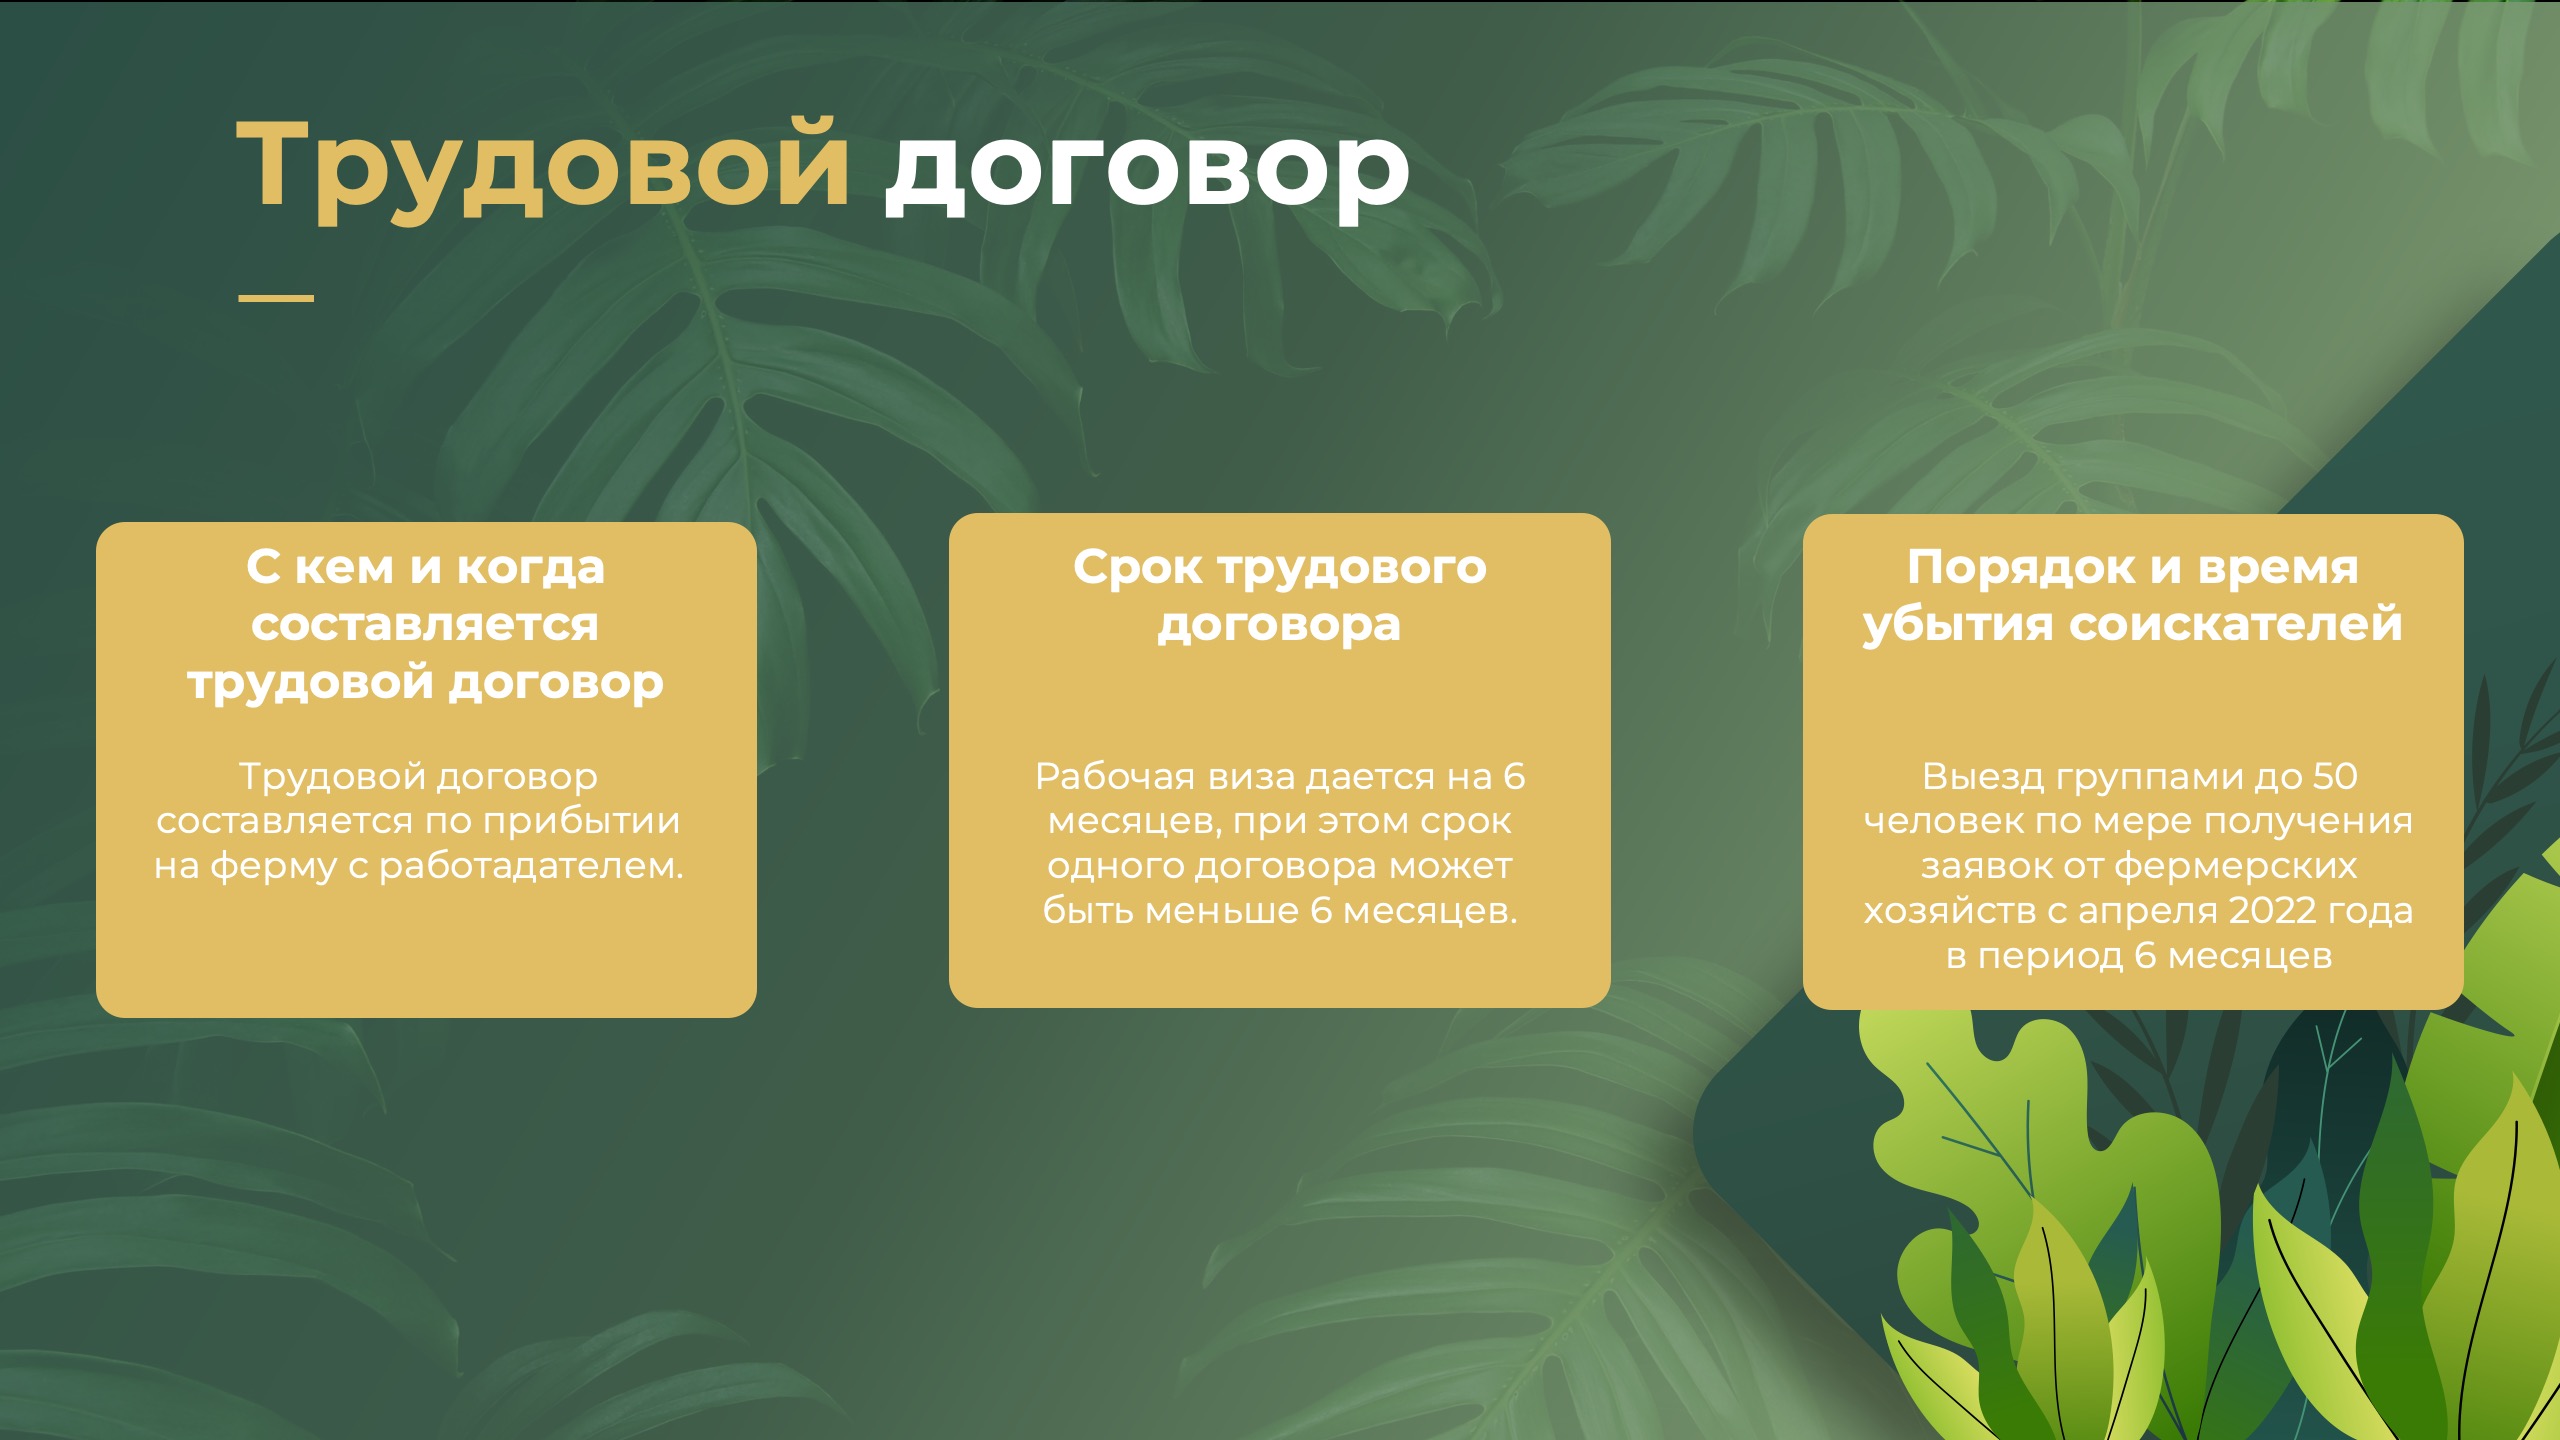 Трудовой договор
С кем и когда
составляется
трудовой договор
Трудовой договор
составляется по прибытии
на ферму с работадателем.
Срок трудового
договора
Рабочая виза дается на 6
месяцев, при этом срок
одного договора может
быть меньше 6 месяцев.
Порядок и время
убытия соискателей
Выезд группами до 50
человек по мере получения
заявок от фермерских
хозяйств с апреля 2022 года
в период 6 месяцев